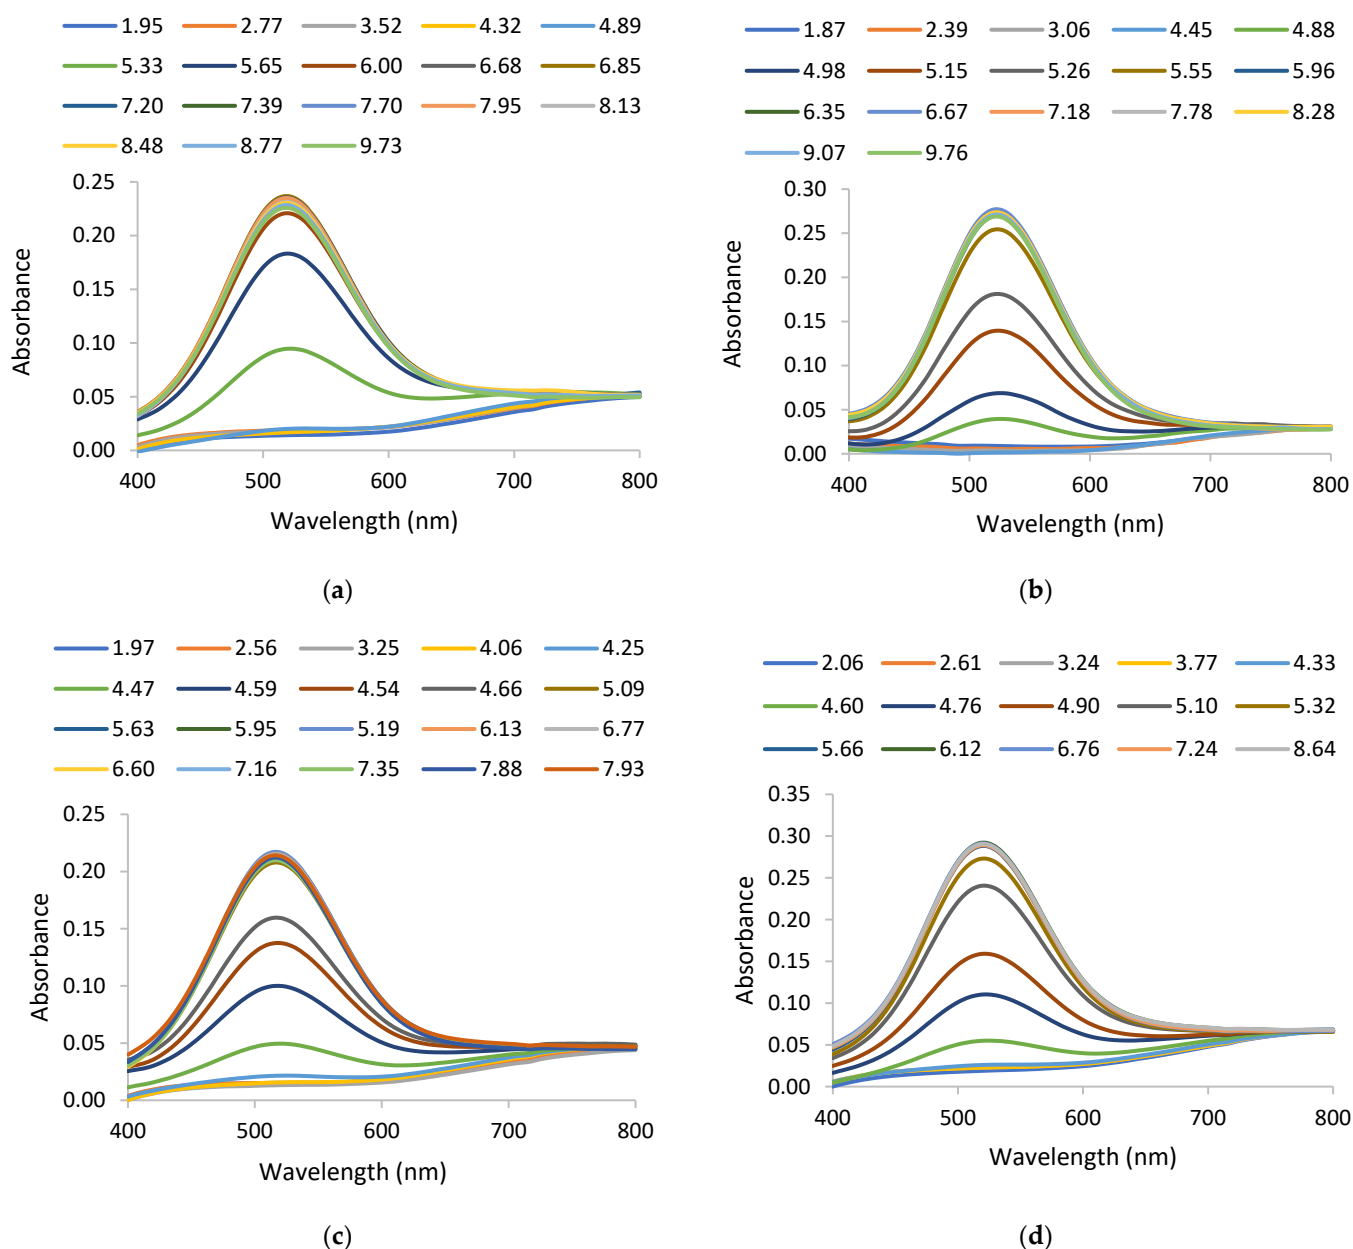 1.95 2.77 3.52 4.32 4.89
5.33 5.65 6.00 6.68 6.85
7.20 7.39 7.70 7.95 8.13
8.48 8.77 9.73
0.25
0.20
0.15
0.10
0.05
0.00
Absorbance
400 500 600 700 800
Wavelength (nm)
(a)
1.87 2.39 3.06 4.45 4.88
4.98 5.15 5.26 5.55 5.96
6.35 6.67 7.18 7.78 8.28
9.07 9.76
0.30
0.25
0.20
0.15
0.10
0.05
0.00
Absorbance
400 500 600 700 800
Wavelength (nm)
(b)
1.97 2.56 3.25 4.06 4.25
4.47 4.59 4.54 4.66 5.09
5.63 5.95 5.19 6.13 6.77
6.60 7.16 7.35 7.88 7.93
0.25
0.20
0.15
0.10
0.05
0.00
Absorbance
400 500 600 700 800
Wavelength (nm)
(c)
2.06 2.61 3.24 3.77 4.33
4.60 4.76 4.90 5.10 5.32
5.66 6.12 6.76 7.24 8.64
0.35
0.30
0.25
0.20
0.15
0.10
0.05
0.00
Absorbance
400 500 600 700 800
Wavelength (nm)
(d)